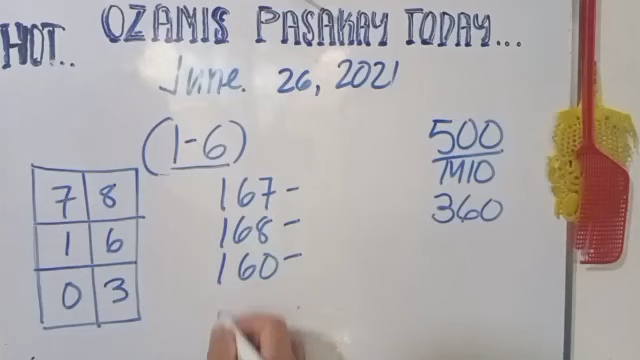 OZAMIS PASAKAY TODAY...
HOT..
June. 26, 2021
(1-6)
7 8
1 6
0 3
167-
168-
160-
500
M10
360